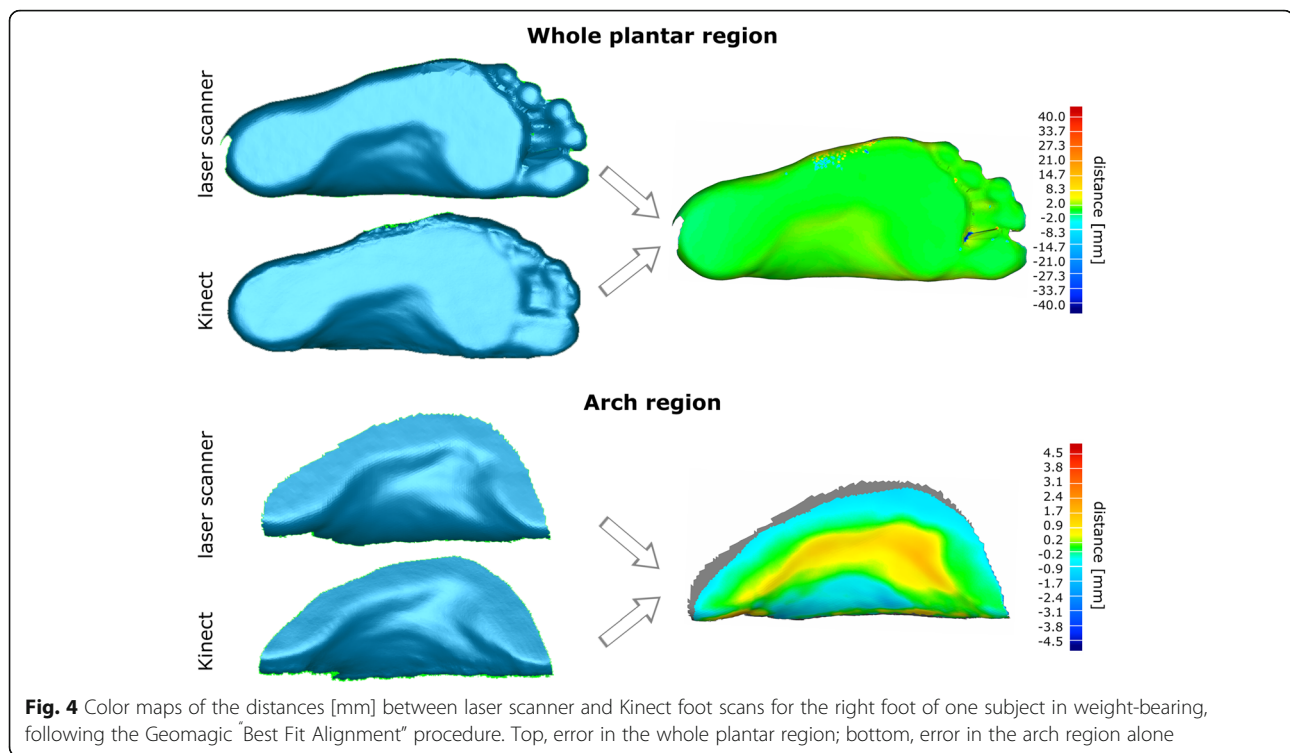 Whole plantar region
laser scanner
Kinect
40.0
33.7
27.3
21.0
14.7
8.3
2.0
-2.0
-8.3
-14.7
-21.0
-27.3
-33.7
-40.0
distance [mm]
Arch region
laser scanner
Kinect
4.5
3.8
3.1
2.4
1.7
0.9
0.2
-0.2
-0.9
-1.7
-2.4
-3.1
-3.8
-4.5
distance [mm]
Fig. 4 Color maps of the distances [mm] between laser scanner and Kinect foot scans for the right foot of one subject in weight-bearing,
following the Geomagic “Best Fit Alignment” procedure. Top, error in the whole plantar region; bottom, error in the arch region alone